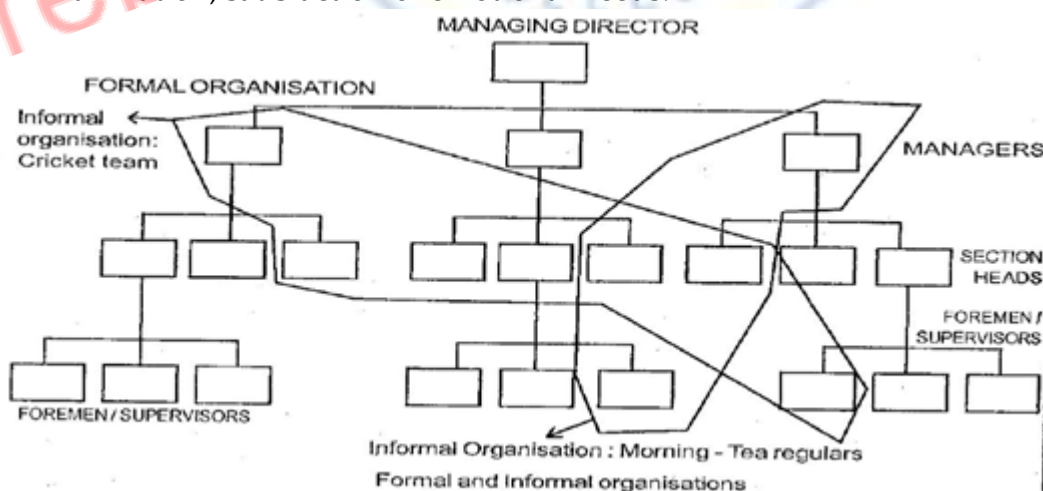 MANAGING DIRECTOR
FORMAL ORGANISATION
Informal
organisation:
Cricket team
MANAGERS
SECTION
HEADS
FOREMEN /
SUPERVISORS
FOREMEN / SUPERVISORS
Informal Organisation : Morning - Tea regulars
Formal and Informal organisations